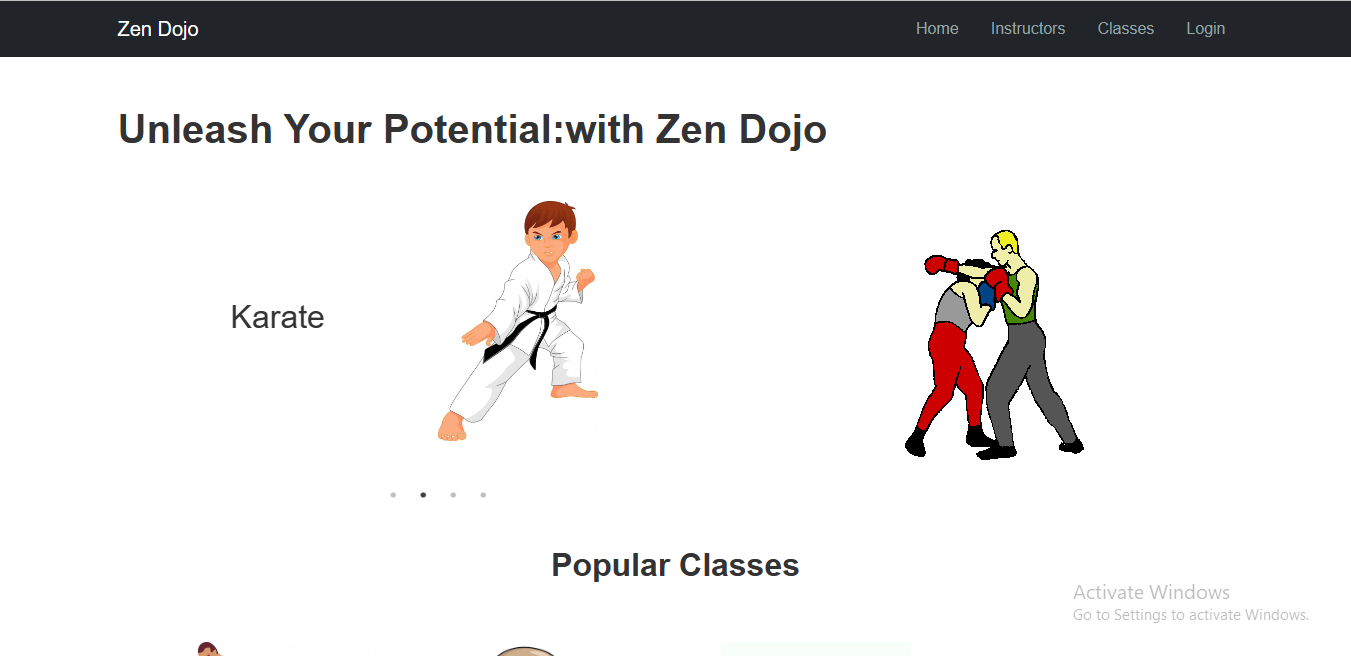 Zen Dojo
Home Instructors Classes Login
Unleash Your Potential:with Zen Dojo
Karate
Popular Classes
Activate Windows
Go to Settings to activate Windows.